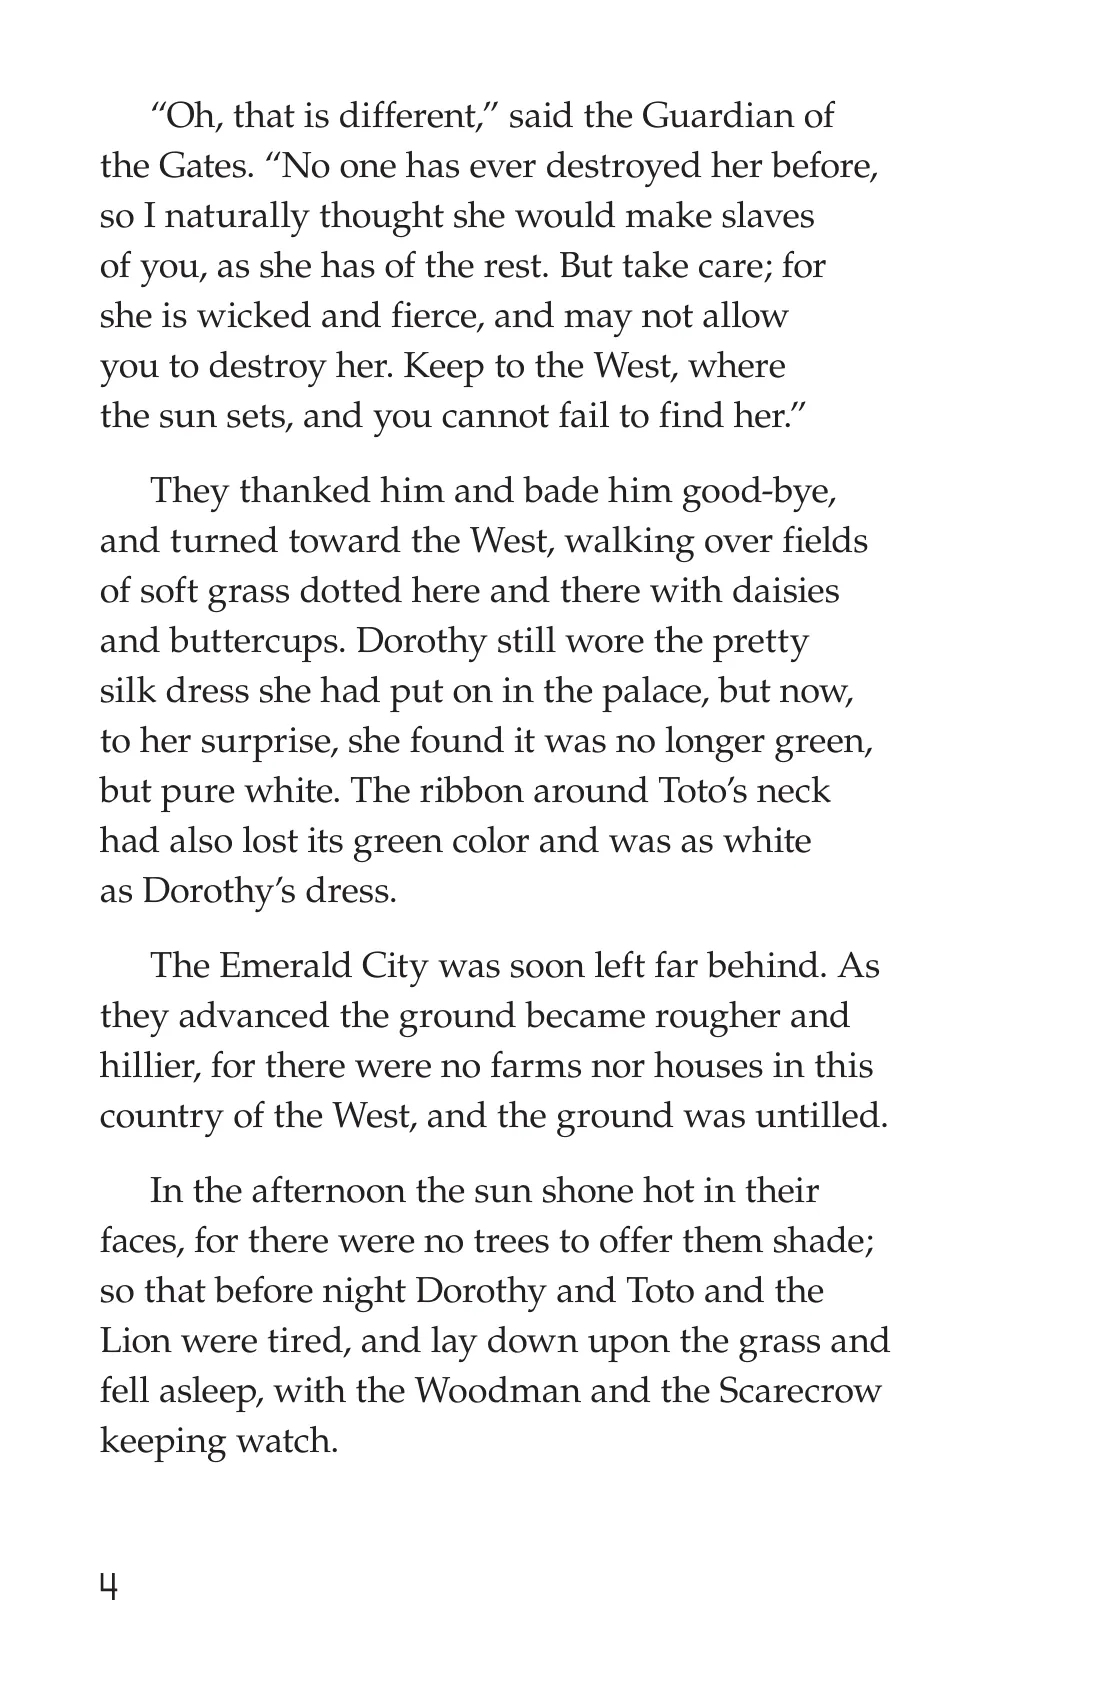 “Oh, that is different,” said the Guardian of
the Gates. “No one has ever destroyed her before,
so I naturally thought she would make slaves
of you, as she has of the rest. But take care; for
she is wicked and fierce, and may not allow
you to destroy her. Keep to the West, where
the sun sets, and you cannot fail to find her.”
They thanked him and bade him good-bye,
and turned toward the West, walking over fields
of soft grass dotted here and there with daisies
and buttercups. Dorothy still wore the pretty
silk dress she had put on in the palace, but now,
to her surprise, she found it was no longer green,
but pure white. The ribbon around Toto’s neck
had also lost its green color and was as white
as Dorothy’s dress.
The Emerald City was soon left far behind. As
they advanced the ground became rougher and
hillier, for there were no farms nor houses in this
country of the West, and the ground was untilled.
In the afternoon the sun shone hot in their
faces, for there were no trees to offer them shade;
so that before night Dorothy and Toto and the
Lion were tired, and lay down upon the grass and
fell asleep, with the Woodman and the Scarecrow
keeping watch.
4